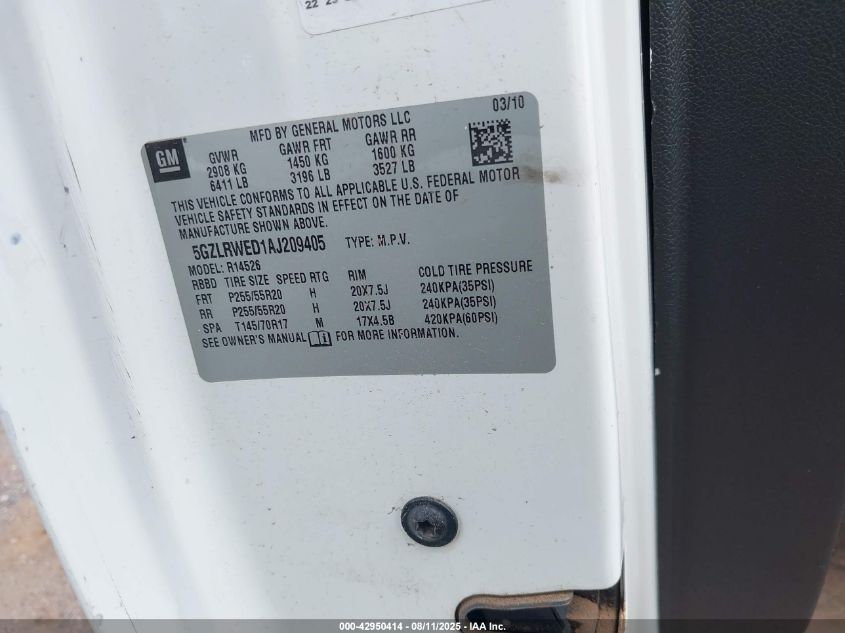 03/10
MFD BY GENERAL MOTORS LLC
GM
GVWR GAWR FRT GAWR RR
2908 KG 1450 KG 1600 KG
6411 LB 3196 LB 3527 LB
THIS VEHICLE CONFORMS TO ALL APPLICABLE U.S. FEDERAL MOTOR
VEHICLE SAFETY STANDARDS IN EFFECT ON THE DATE OF
MANUFACTURE SHOWN ABOVE.
5GZLRWED1AJ209405 TYPE: M.P.V.
MODEL: R14526
RBBD TIRE SIZE SPEED RTG RIM COLD TIRE PRESSURE
FRT P255/55R20 H 20X7.5J 240KPA(35PSI)
RR P255/55R20 H 20X7.5J 240KPA(35PSI)
SPA T145/70R17 M 17X4.5B 420KPA(60PSI)
SEE OWNER'S MANUAL FOR MORE INFORMATION.
000-42950414 - 08/11/2025 - IAA Inc.